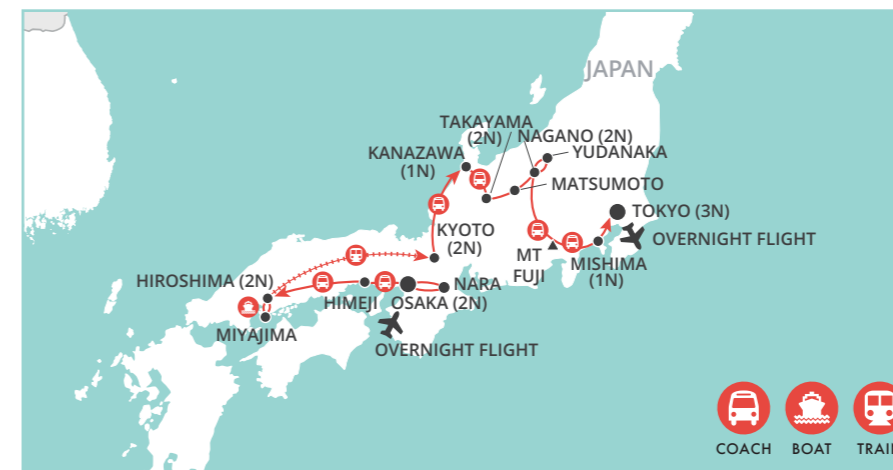 JAPAN
TAKAYAMA
(2N)
NAGANO (2N)
YUDANAKA
KANAZAWA
(1N)
MATSUMOTO
TOKYO (3N)
OVERNIGHT FLIGHT
KYOTO
(2N)
MT
FUJI
MISHIMA
(1N)
HIROSHIMA (2N)
HIMEJI
OSAKA (2N)
NARA
MIYAJIMA
OVERNIGHT FLIGHT
COACH
BOAT
TRAIN